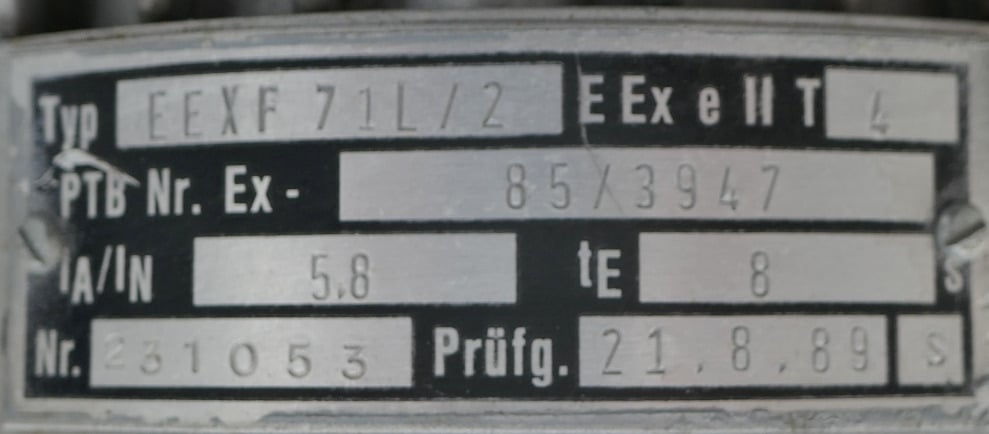 Typ EEXF 71L/2 E Ex e II T 4
PTB Nr. Ex - 85/3947
IA/IN 5.8 tE 8 s
Nr. 231053 Prüfg. 21.8.89 S